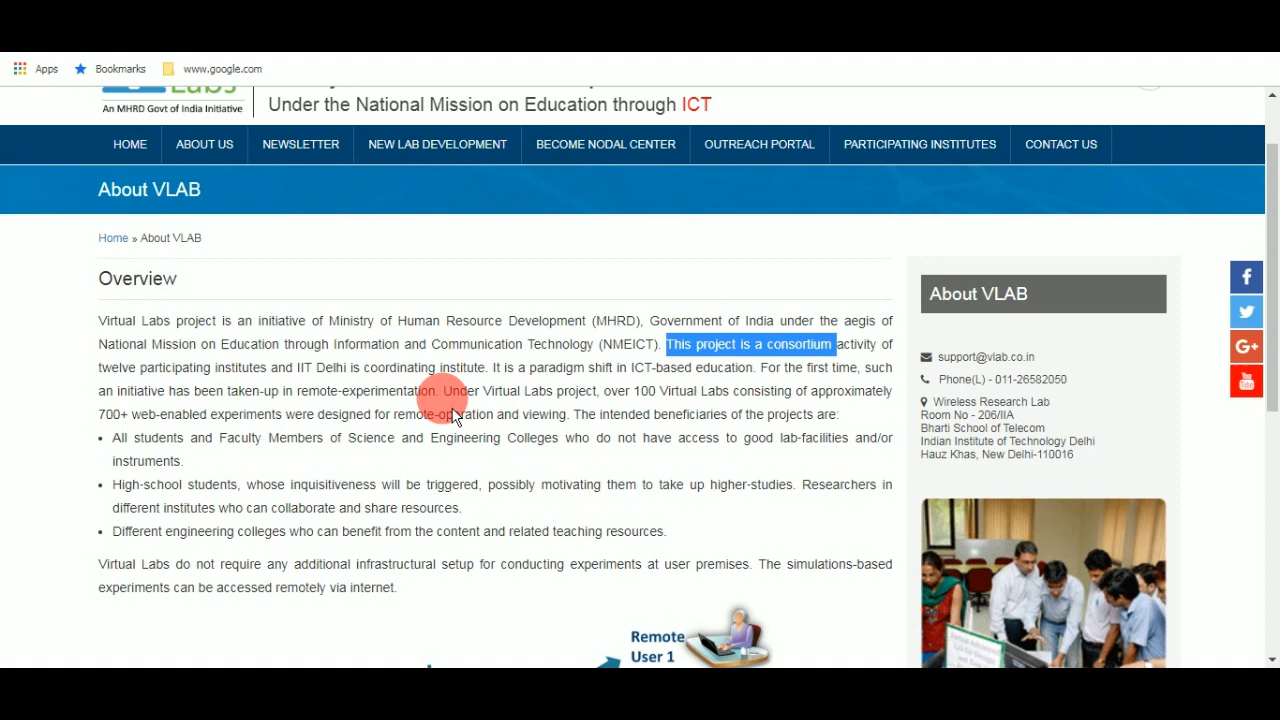 Apps Bookmarks www.google.com
Labs
An MHRD Govt of India Initiative
Under the National Mission on Education through ICT
HOME ABOUT US NEWSLETTER NEW LAB DEVELOPMENT BECOME NODAL CENTER OUTREACH PORTAL PARTICIPATING INSTITUTES CONTACT US
About VLAB
Home » About VLAB
Overview
Virtual Labs project is an initiative of Ministry of Human Resource Development (MHRD), Government of India under the aegis of
National Mission on Education through Information and Communication Technology (NMEICT). This project is a consortium activity of
twelve participating institutes and IIT Delhi is coordinating institute. It is a paradigm shift in ICT-based education. For the first time, such
an initiative has been taken-up in remote-experimentation. Under Virtual Labs project, over 100 Virtual Labs consisting of approximately
700+ web-enabled experiments were designed for remote-operation and viewing. The intended beneficiaries of the projects are:
• All students and Faculty Members of Science and Engineering Colleges who do not have access to good lab-facilities and/or
instruments.
• High-school students, whose inquisitiveness will be triggered, possibly motivating them to take up higher-studies. Researchers in
different institutes who can collaborate and share resources.
• Different engineering colleges who can benefit from the content and related teaching resources.
Virtual Labs do not require any additional infrastructural setup for conducting experiments at user premises. The simulations-based
experiments can be accessed remotely via internet.
Remote
User 1
About VLAB
support@vlab.co.in
Phone(L) - 011-26582050
Wireless Research Lab
Room No - 206/IIA
Bharti School of Telecom
Indian Institute of Technology Delhi
Hauz Khas, New Delhi-110016